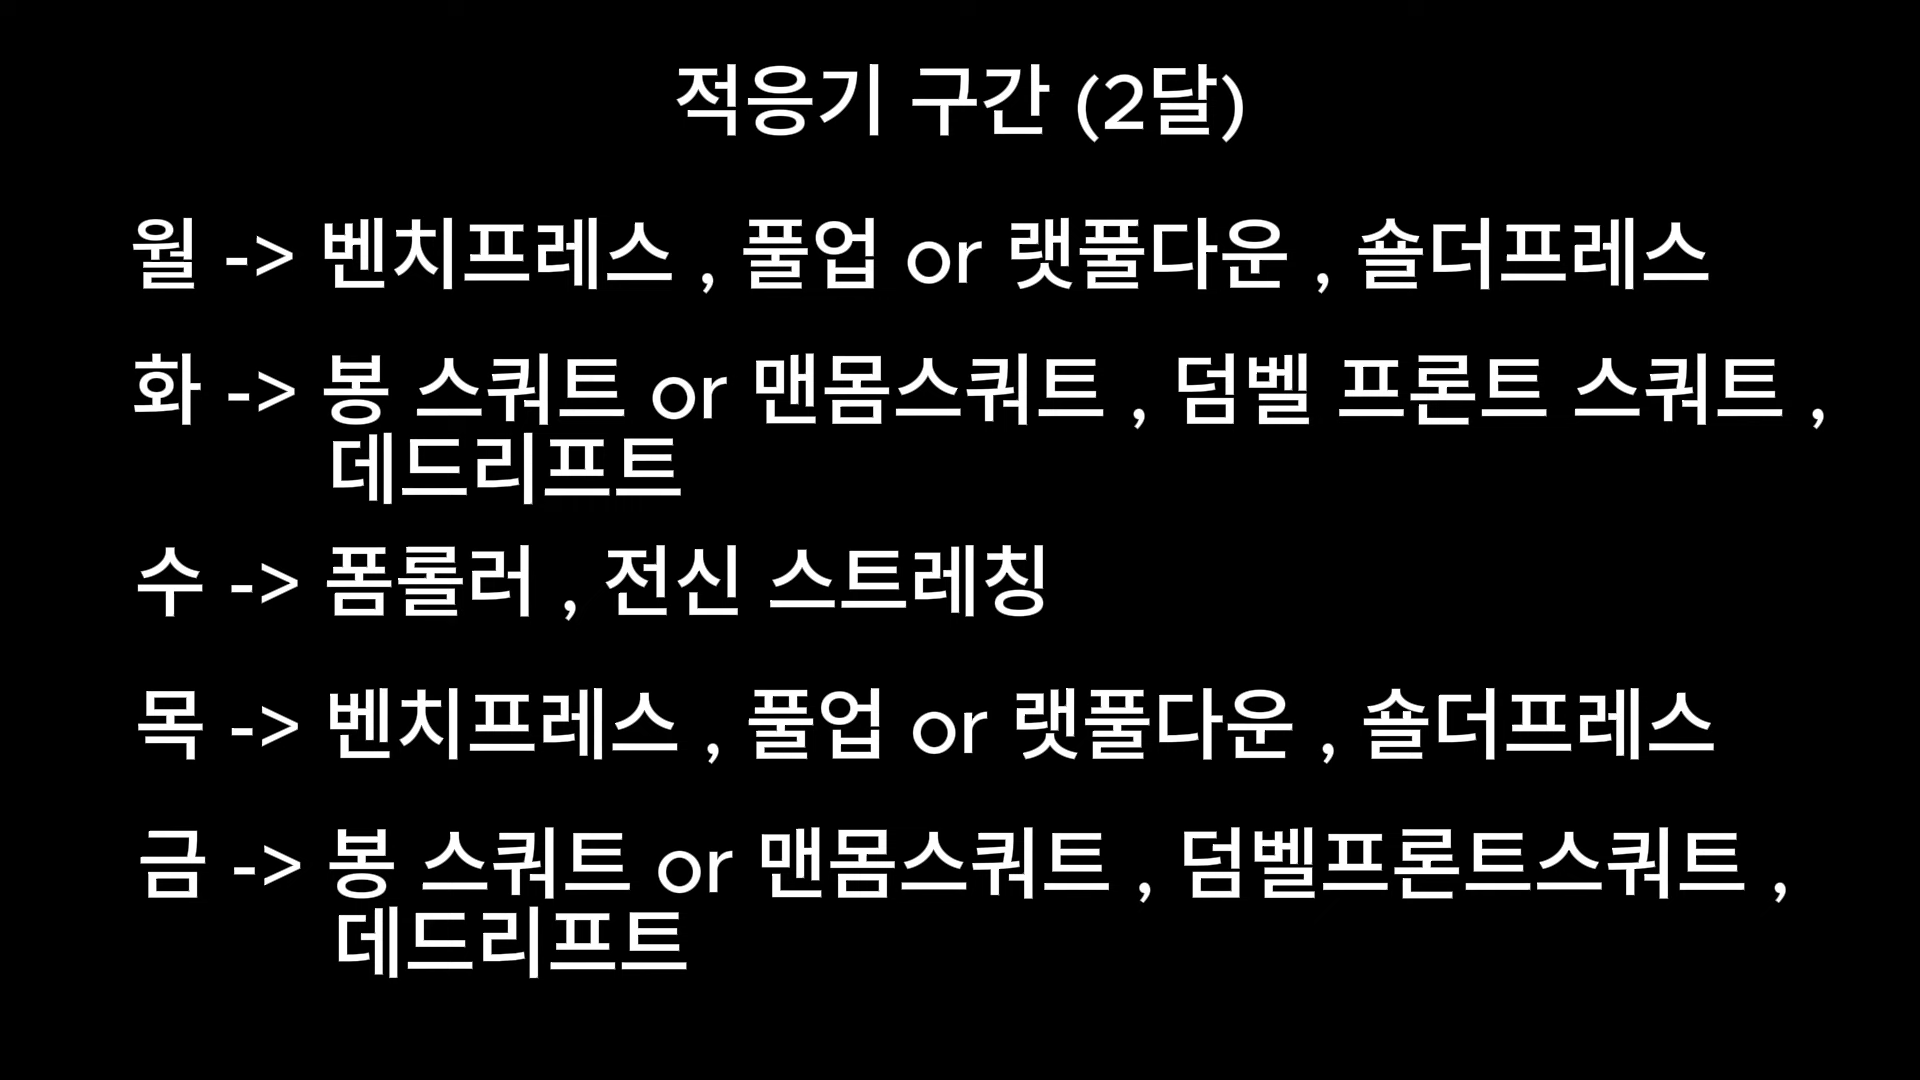 적응기 구간 (2달)
월 -> 벤치프레스 , 풀업 or 랫풀다운 , 숄더프레스
화 -> 봉 스쿼트 or 맨몸스쿼트 , 덤벨 프론트 스쿼트 ,
데드리프트
수 -> 폼롤러 , 전신 스트레칭
목 -> 벤치프레스 , 풀업 or 랫풀다운 , 숄더프레스
금 -> 봉 스쿼트 or 맨몸스쿼트 , 덤벨프론트스쿼트 ,
데드리프트